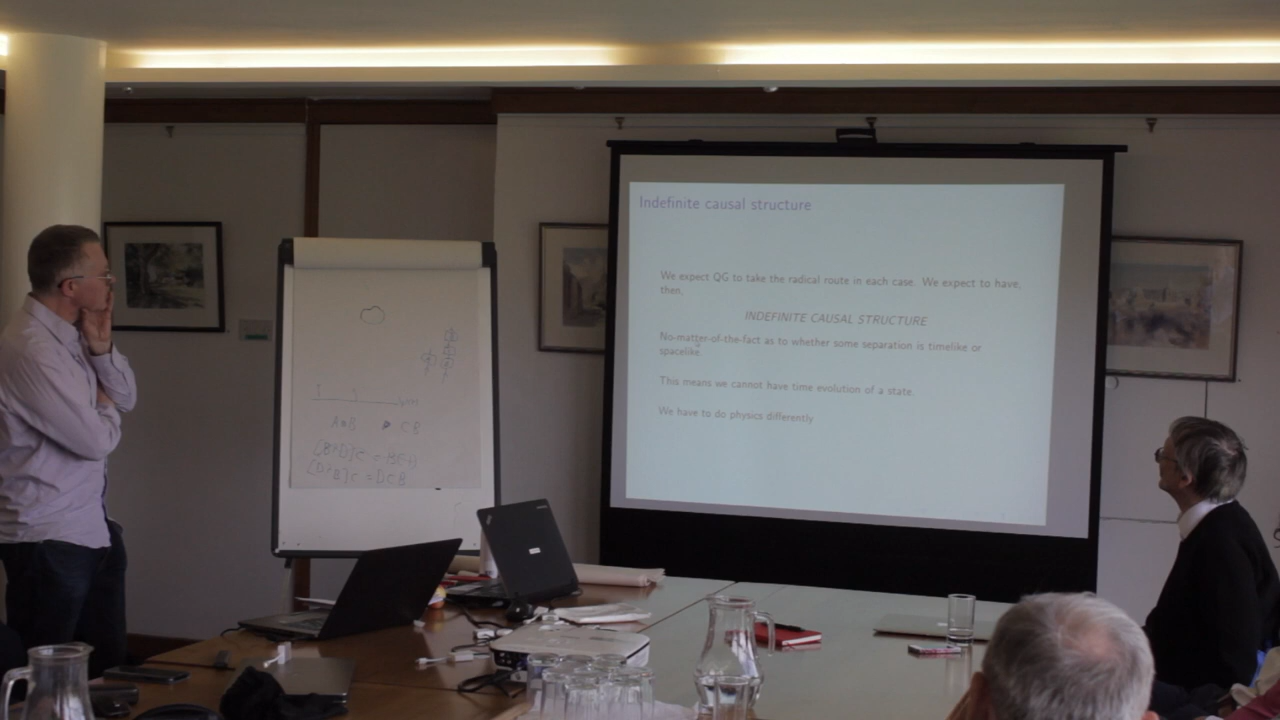 Indefinite causal structure
We expect QG to take the radical route in each case. We expect to have,
then,
INDEFINITE CAUSAL STRUCTURE
No-matter-of-the-fact as to whether some separation is timelike or
spacelike.
This means we cannot have time evolution of a state.
We have to do physics differently